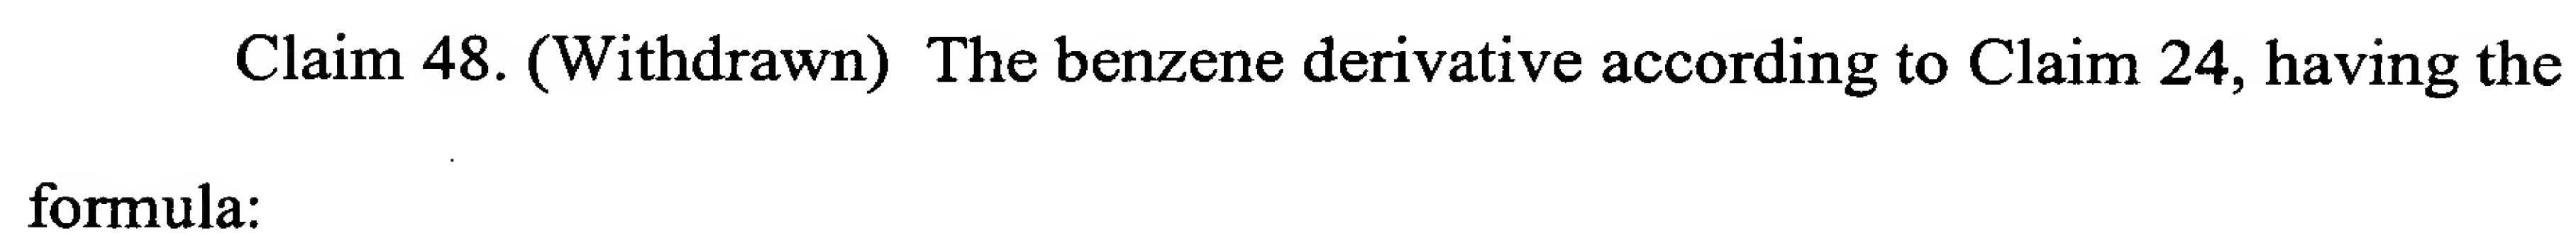 Claim 48. (Withdrawn) The benzene derivative according to Claim 24, having the
formula: